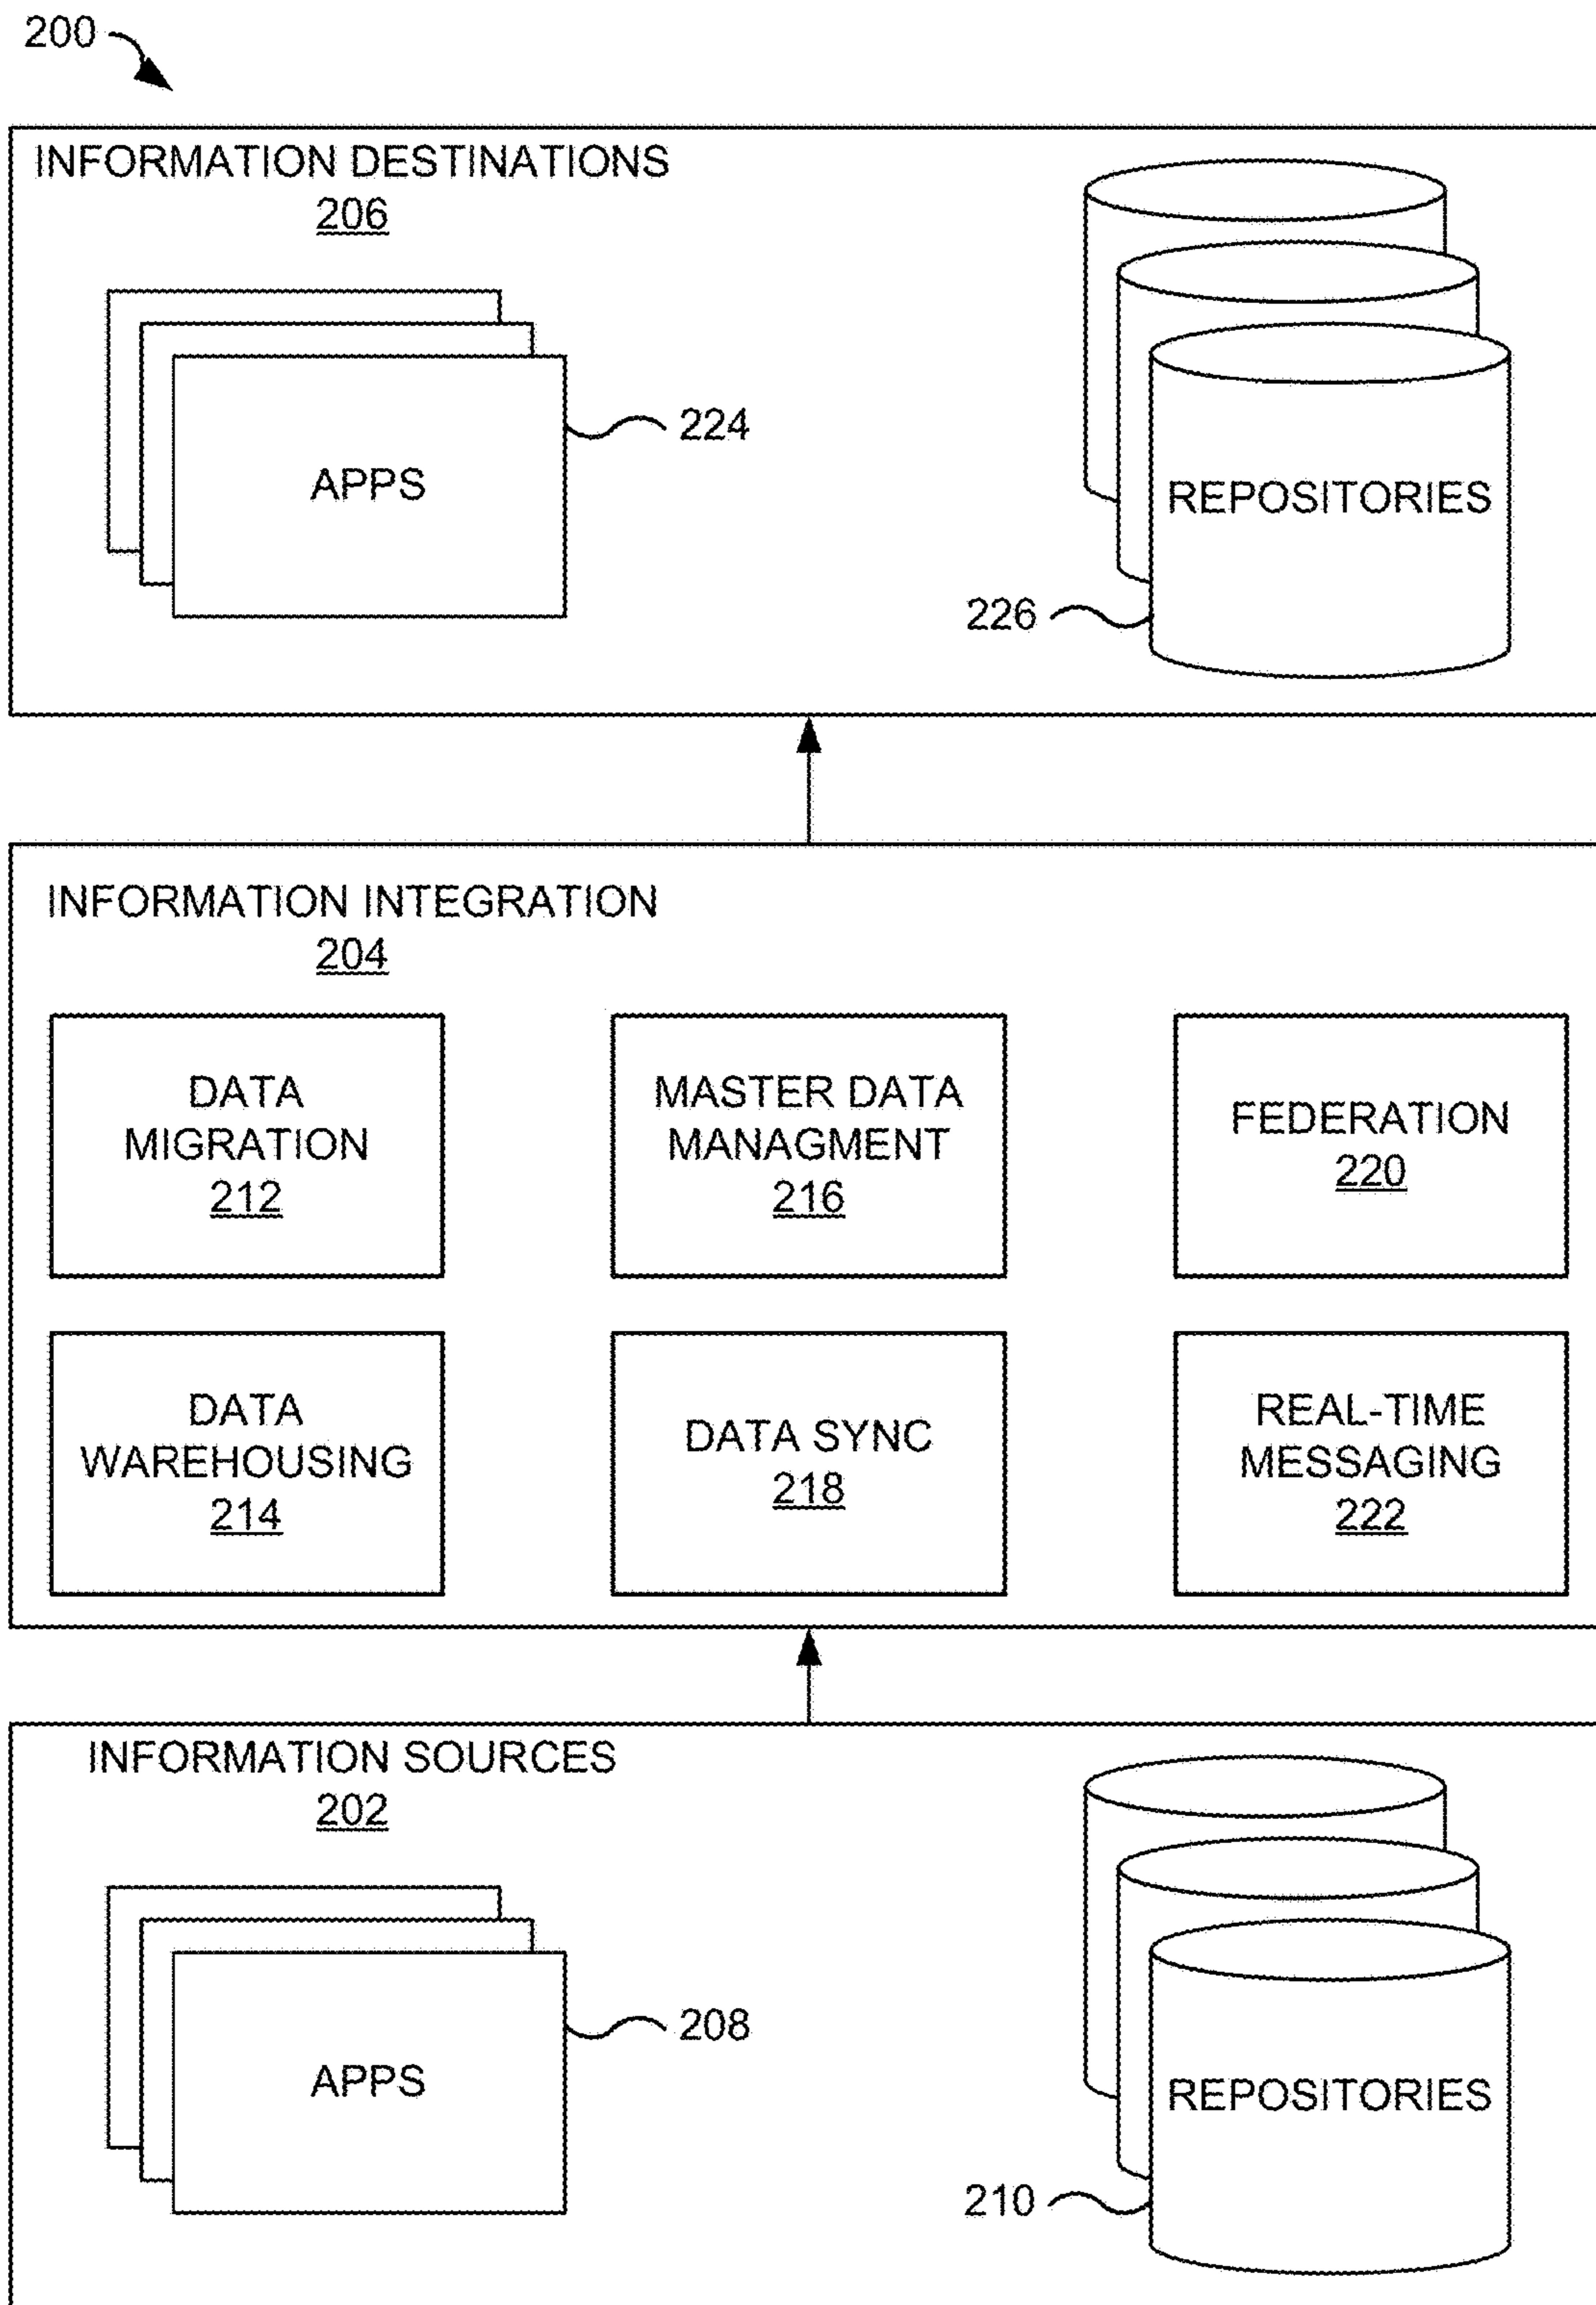 200
INFORMATION DESTINATIONS
206
224
APPS
REPOSITORIES
226
INFORMATION INTEGRATION
204
DATA
MIGRATION
212
MASTER DATA
MANAGMENT
216
FEDERATION
220
DATA
WAREHOUSING
214
DATA SYNC
218
REAL-TIME
MESSAGING
222
INFORMATION SOURCES
202
208
APPS
REPOSITORIES
210